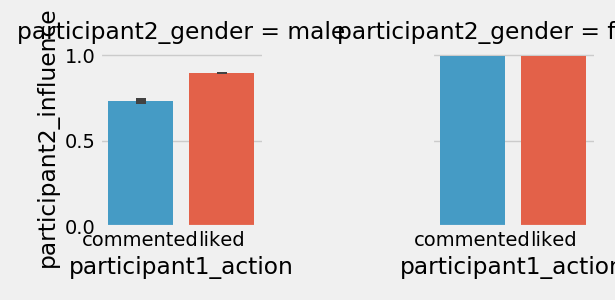 participant2_gender = male
participant2_gender = f
participant2_influence
1.0
0.5
0.0
commented liked
commented liked
participant1_action
participant1_action